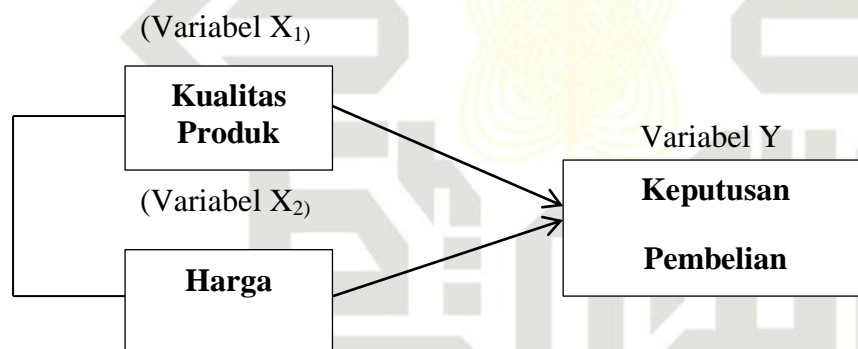 (Variabel X₁₎
Kualitas
Produk
(Variabel X₂₎
Harga
Variabel Y
Keputusan
Pembelian